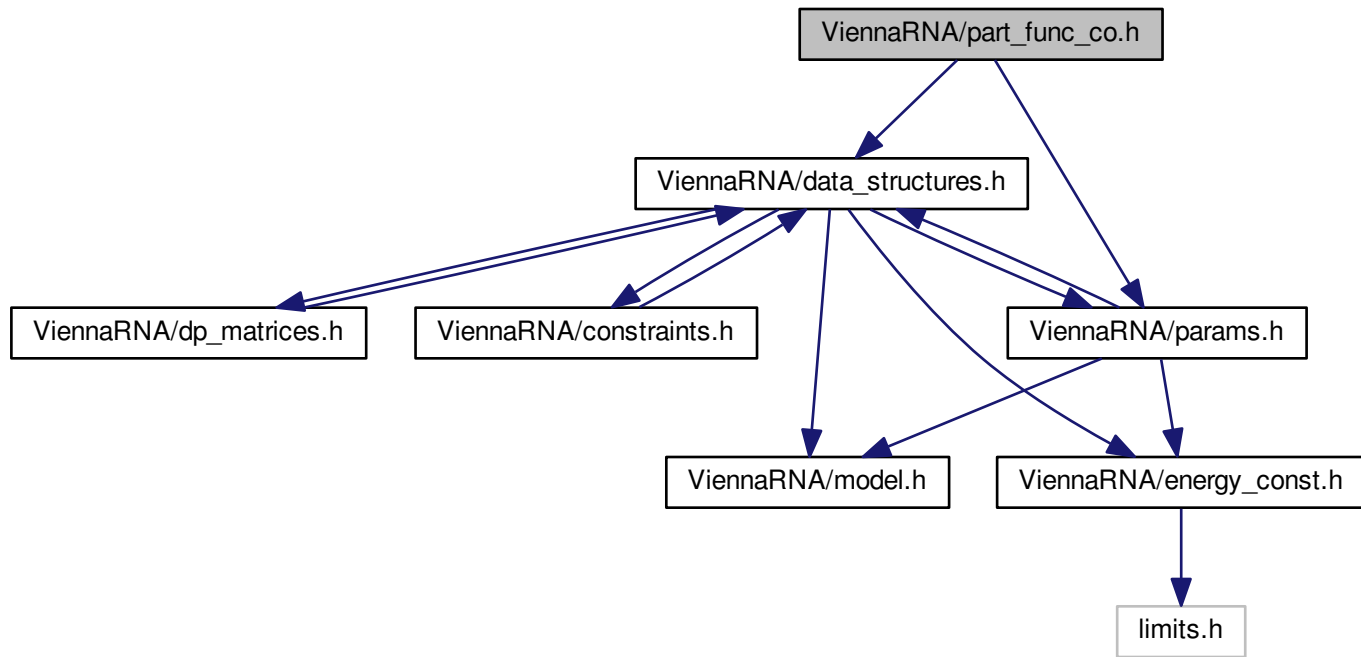 ViennaRNA/part_func_co.h
ViennaRNA/data_structures.h
ViennaRNA/dp_matrices.h
ViennaRNA/constraints.h
ViennaRNA/params.h
ViennaRNA/model.h
ViennaRNA/energy_const.h
limits.h